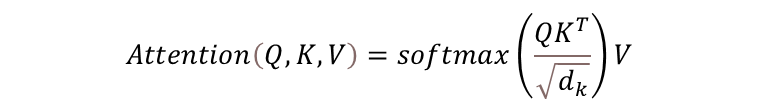 Attention(Q, K, V) = softmax(QK^T / √d_k)V